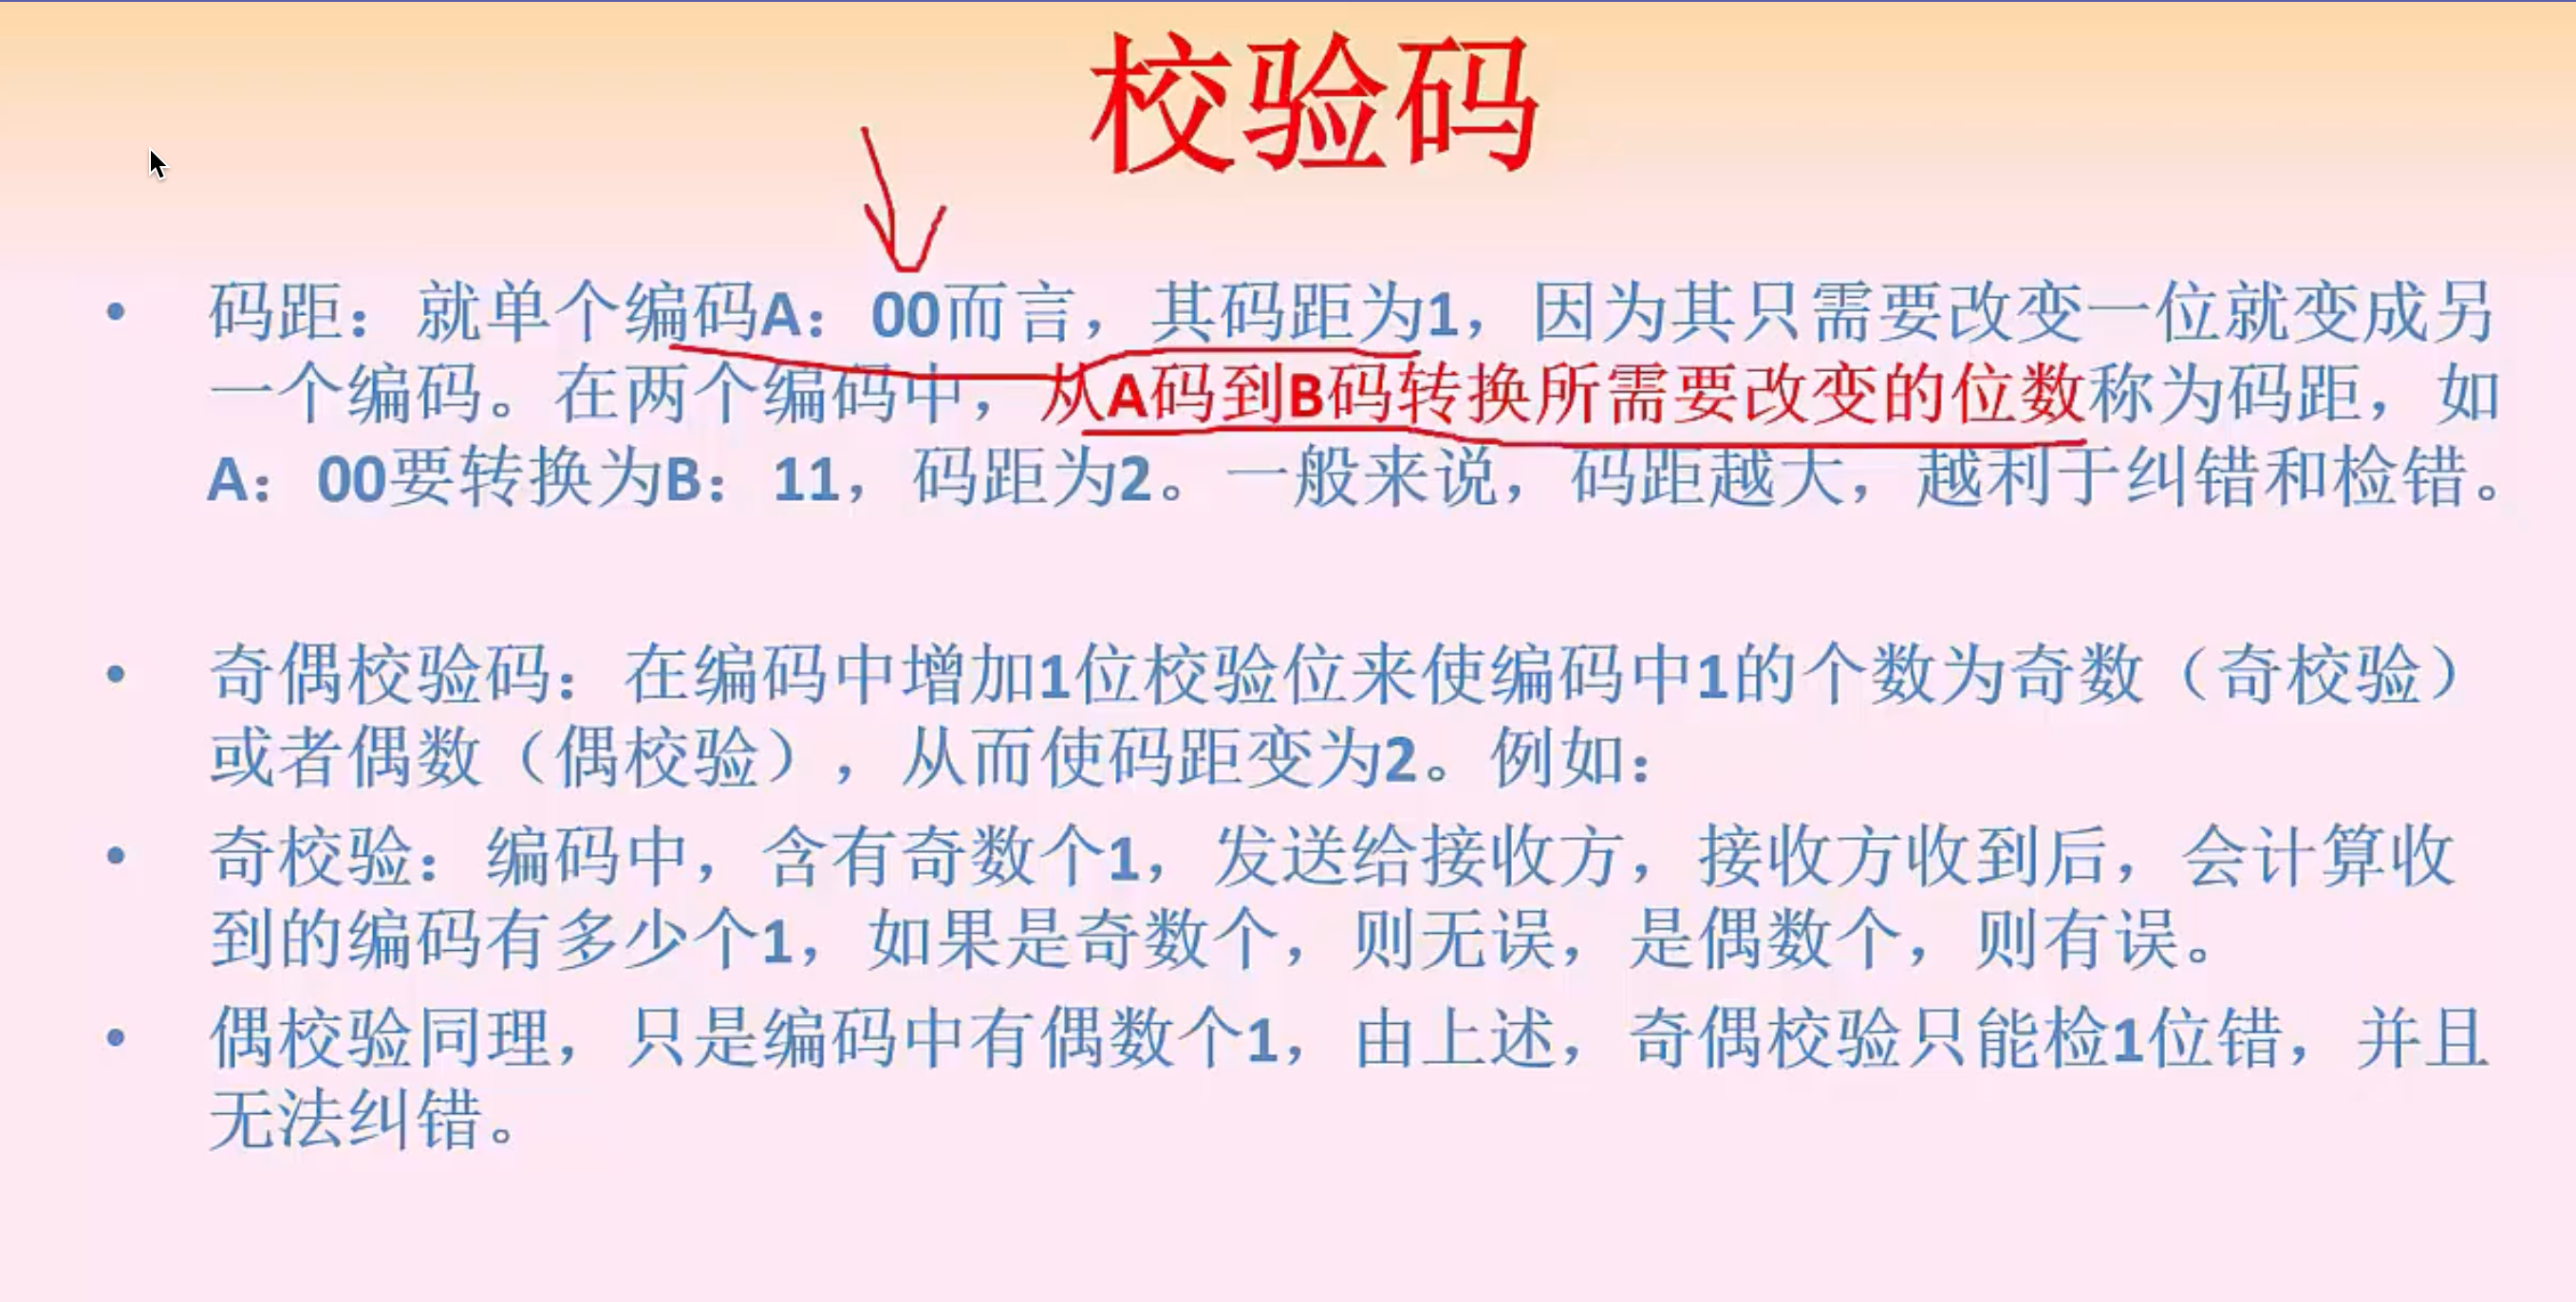 校验码
• 码距：就单个编码A：00而言，其码距为1，因为其只需要改变一位就变成另
一个编码。在两个编码中，从A码到B码转换所需要改变的位数称为码距，如
A：00要转换为B：11，码距为2。一般来说，码距越大，越利于纠错和检错。
• 奇偶校验码：在编码中增加1位校验位来使编码中1的个数为奇数（奇校验）
或者偶数（偶校验），从而使码距变为2。例如：
• 奇校验：编码中，含有奇数个1，发送给接收方，接收方收到后，会计算收
到的编码有多少个1，如果是奇数个，则无误，是偶数个，则有误。
• 偶校验同理，只是编码中有偶数个1，由上述，奇偶校验只能检1位错，并且
无法纠错。